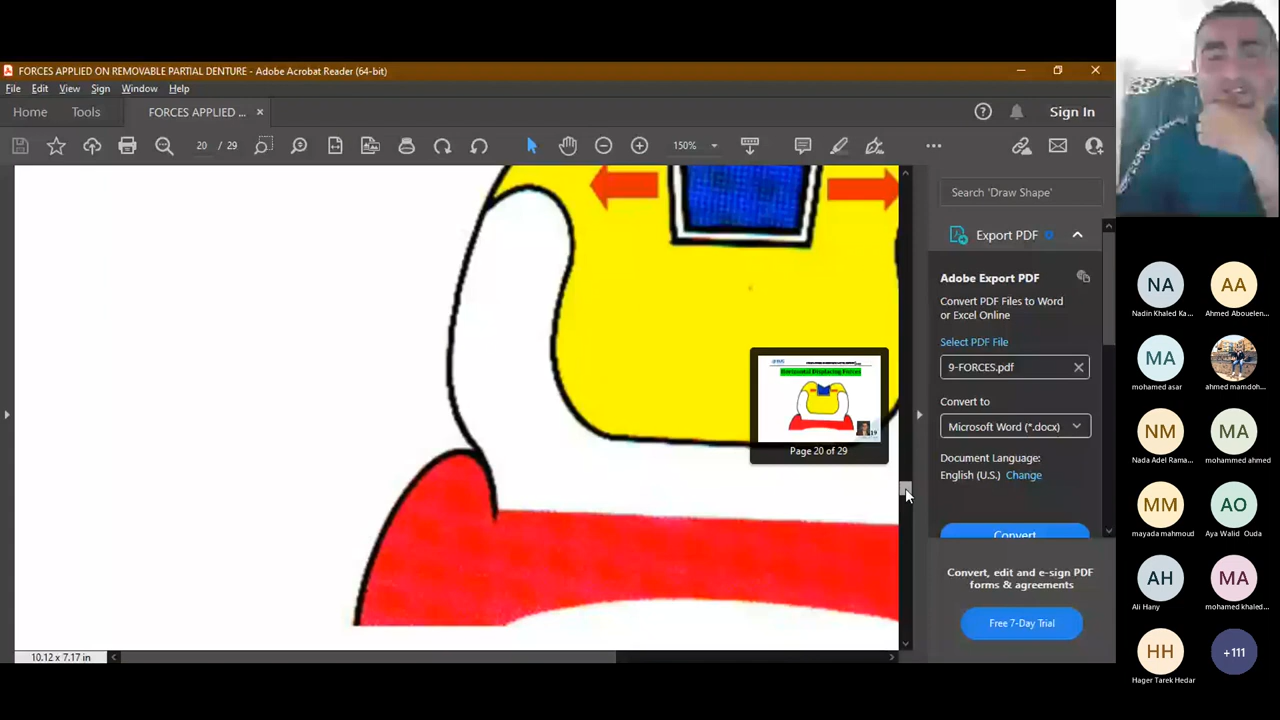 FORCES APPLIED ON REMOVABLE PARTIAL DENTURE - Adobe Acrobat Reader (64-bit)
File Edit View Sign Window Help
Home Tools FORCES APPLIED ... × Sign In
20 / 29 150%
Search 'Draw Shape'
Export PDF
Adobe Export PDF
Convert PDF Files to Word
or Excel Online
Select PDF File
9-FORCES.pdf
Convert to
Microsoft Word (*.docx)
Document Language:
English (U.S.) Change
Convert
Convert, edit and e-sign PDF
forms & agreements
Free 7-Day Trial
Horizontal Displacing Forces
19
Page 20 of 29
10.12 x 7.17 in
NA AA
Nadin Khaled Ka... Ahmed Abouelen...
MA
mohamed asar ahmed mamdoh...
NM MA
Nada Adel Rama... mohammed ahmed
MM AO
mayada mahmoud Aya Walid Ouda
AH MA
Ali Hany mohamed khaled...
HH +111
Hager Tarek Hedar